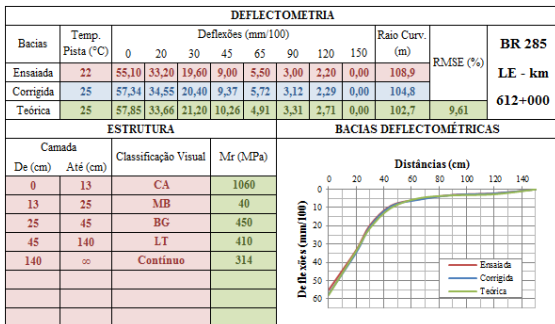 DEFLECTOMETRIA
Bacias Temp. Pista (°C) Deflexões (mm/100) Raio Curv. (m) RMSE (%) BR 285 LE - km 612+000
0 20 30 45 65 90 120 150
Ensaiada 22 55,10 33,20 19,60 9,00 5,50 3,00 2,20 0,00 108,9
Corrigida 25 57,34 34,55 20,40 9,37 5,72 3,12 2,29 0,00 104,8
Teórica 25 57,85 33,66 21,20 10,26 4,91 3,31 2,71 0,00 102,7 9,61
ESTRUTURA
Camada Classificação Visual Mr (MPa)
De (cm) Até (cm)
0 13 CA 1060
13 25 MB 40
25 45 BG 450
45 140 LT 410
140 ∞ Contínuo 314
BACIAS DEFLECTOMÉTRICAS
Distâncias (cm)
0 20 40 60 80 100 120 140
Deflexões (mm/100)
0
10
20
30
40
50
60
Ensaiada
Corrigida
Teórica